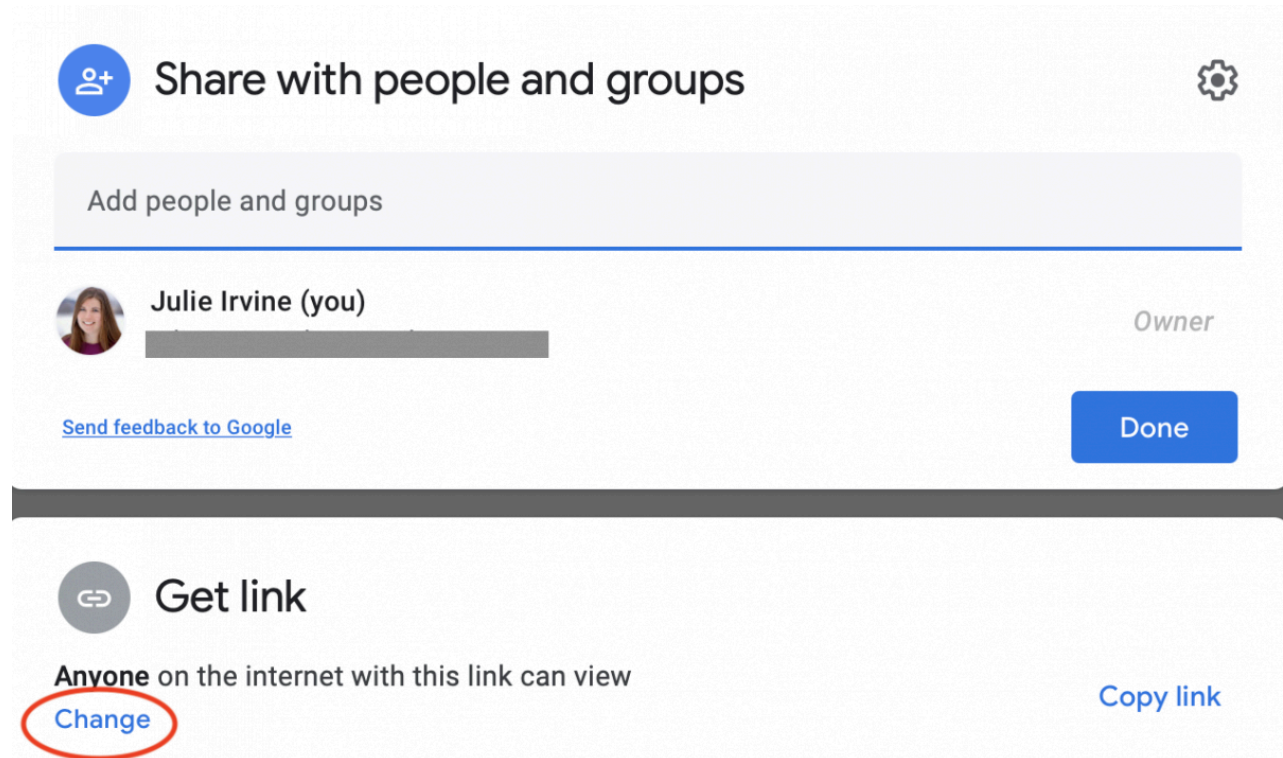 Share with people and groups
Add people and groups
Julie Irvine (you)
Owner
Send feedback to Google
Done
Get link
Anyone on the internet with this link can view
Change
Copy link